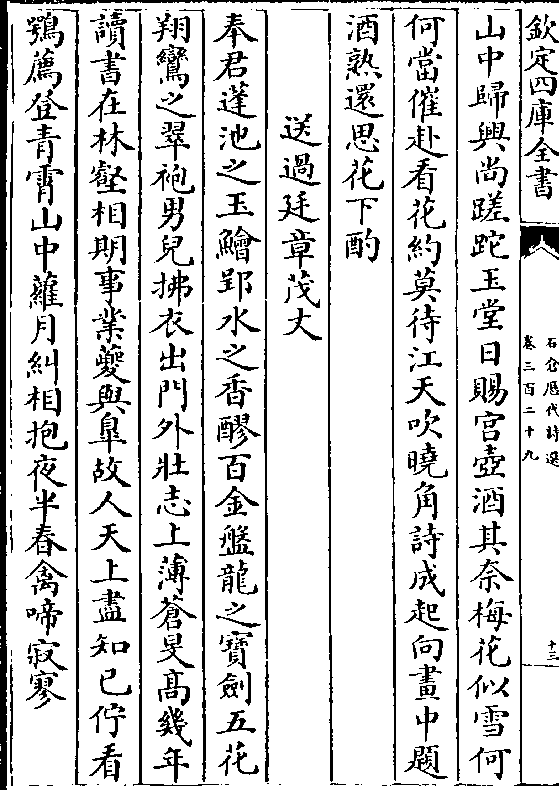 欽定四庫全書
石倉歴代詩選
卷三百二十九
十三
山中歸興尚蹉跎玉堂日賜宫壺酒其奈梅花似雪何
何當催赴看花約莫待江天吹曉角詩成起向畫中題
酒熟還思花下酌
送過廷章茂才
奉君蓬池之玉鱠郢水之香醪百金盤龍之寶劍五花
翔鸞之翠袍男兒拂衣出門外壯志上薄蒼旻髙幾年
讀書在林壑相期事業夔與臯故人天上盡知已佇看
鶚薦登青霄山中蘿月糾相抱夜半春禽啼寂寥